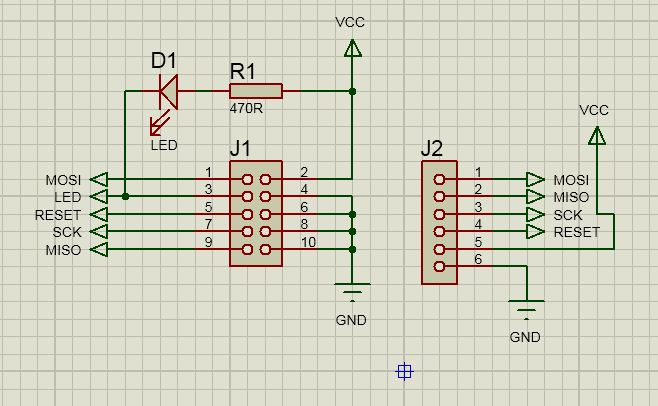 VCC
D1
R1
470R
LED
VCC
J1
J2
MOSI 1 2
LED 3 4
RESET 5 6
SCK 7 8
MISO 9 10
GND
1 MOSI
2 MISO
3 SCK
4 RESET
5
6
GND